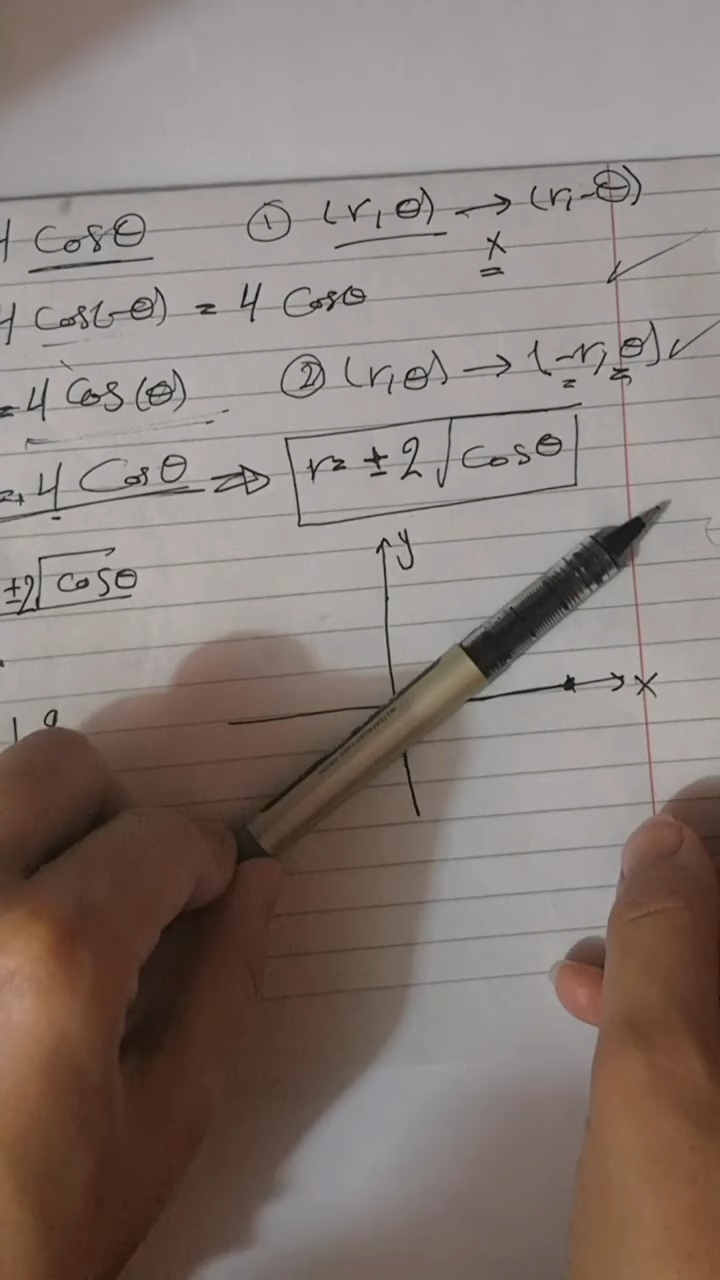 4 Cosθ ① (r, θ) → (r, -θ)
x
4 Cos(-θ) = 4 Cosθ
= 4 Cos(θ) ② (r, θ) → (-r, θ) ✓
= 4 Cosθ ⇒ r = ±2√Cosθ
y
±2√Cosθ
x